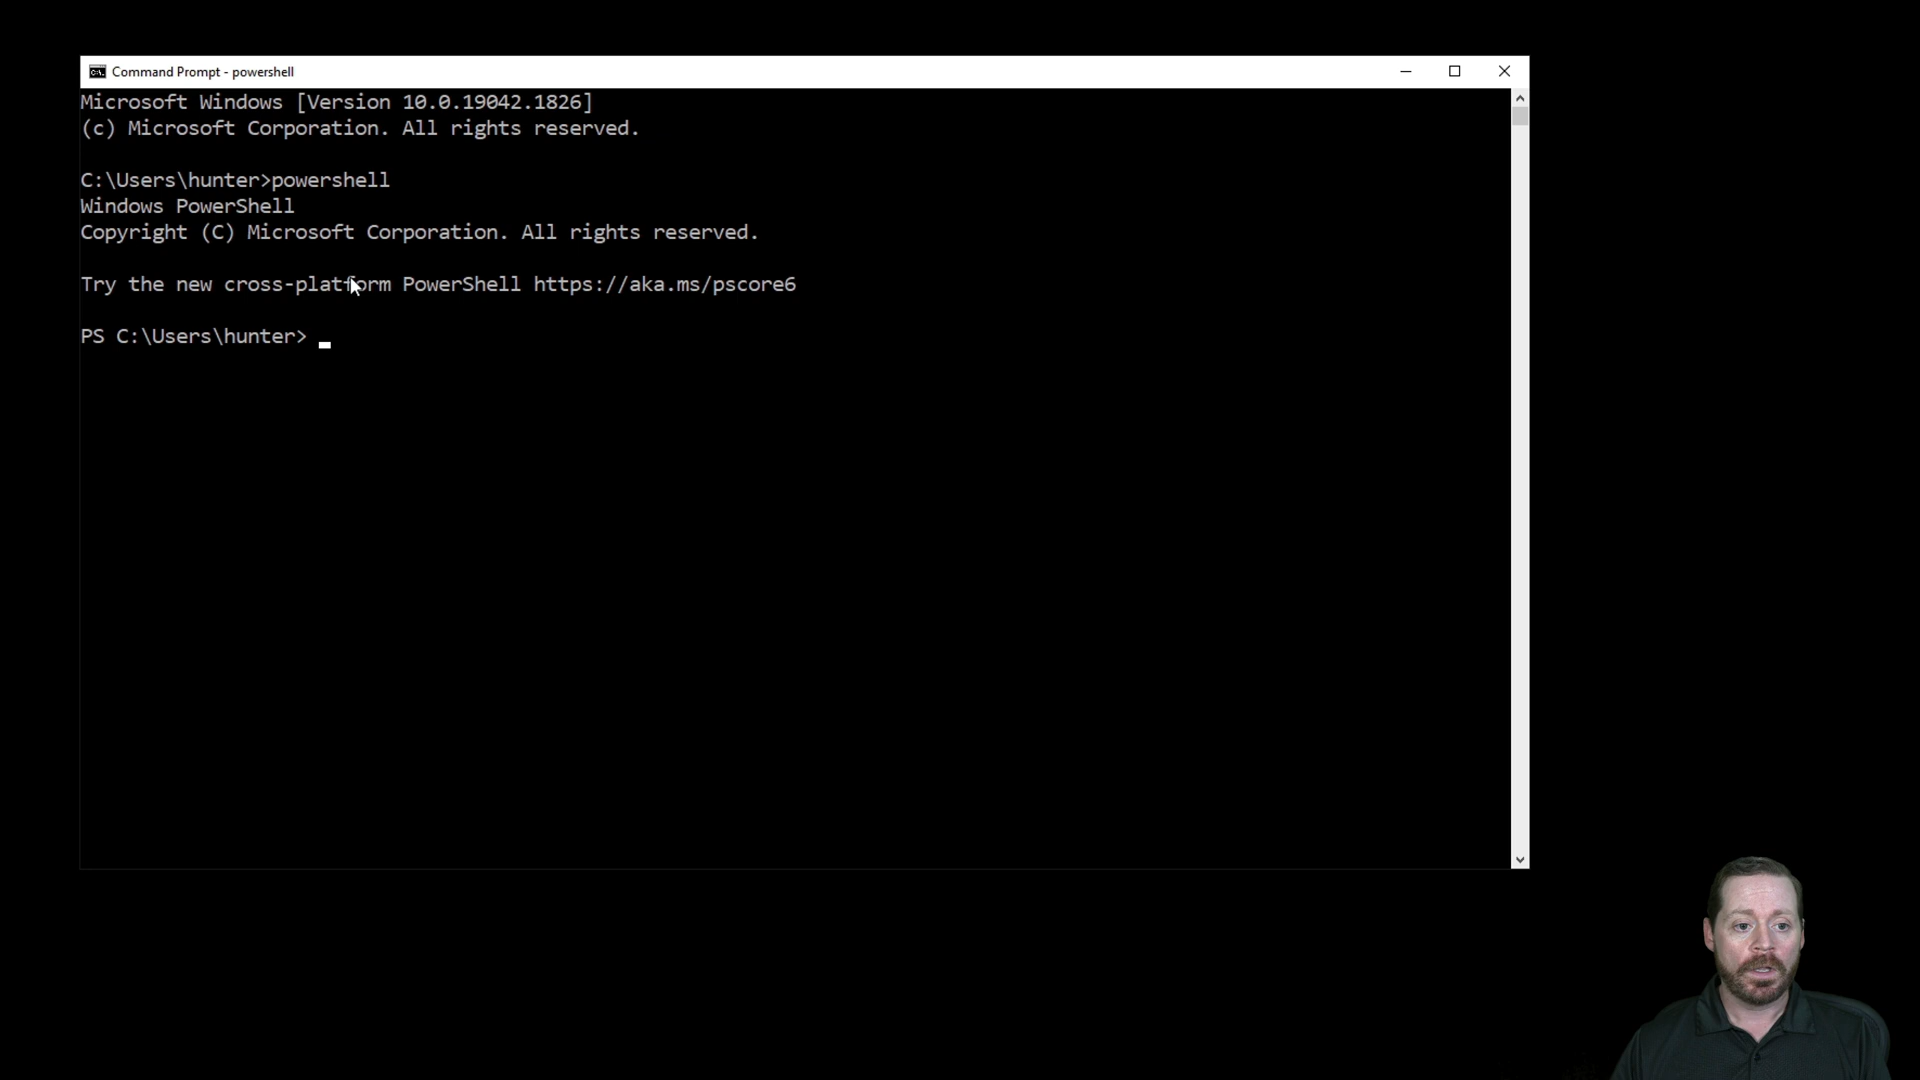 Command Prompt - powershell
Microsoft Windows [Version 10.0.19042.1826]
(c) Microsoft Corporation. All rights reserved.
C:\Users\hunter>powershell
Windows PowerShell
Copyright (C) Microsoft Corporation. All rights reserved.
Try the new cross-platform PowerShell https://aka.ms/pscore6
PS C:\Users\hunter>